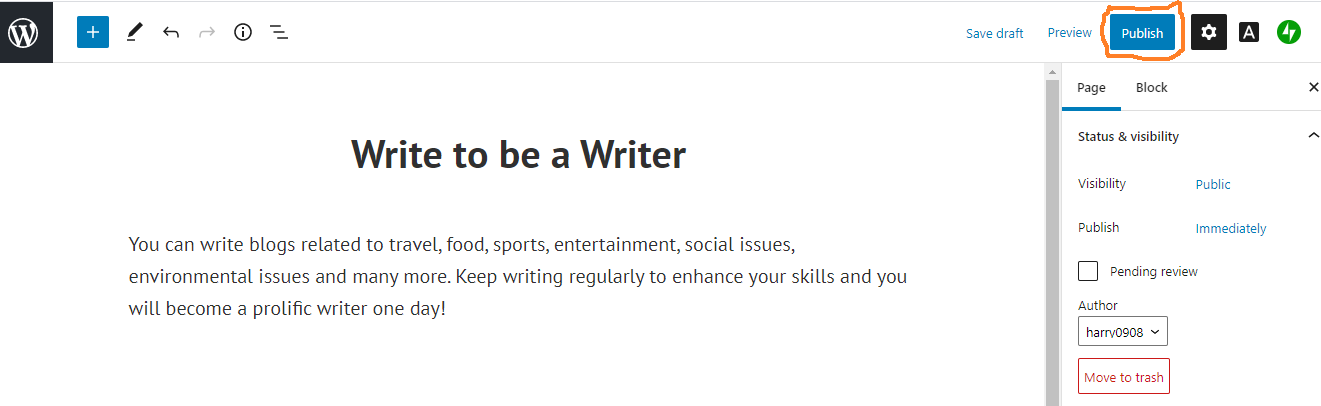 Save draft Preview Publish A
Page Block
Status & visibility
Write to be a Writer
Visibility Public
Publish Immediately
You can write blogs related to travel, food, sports, entertainment, social issues,
environmental issues and many more. Keep writing regularly to enhance your skills and you
will become a prolific writer one day!
Pending review
Author
harry0908
Move to trash